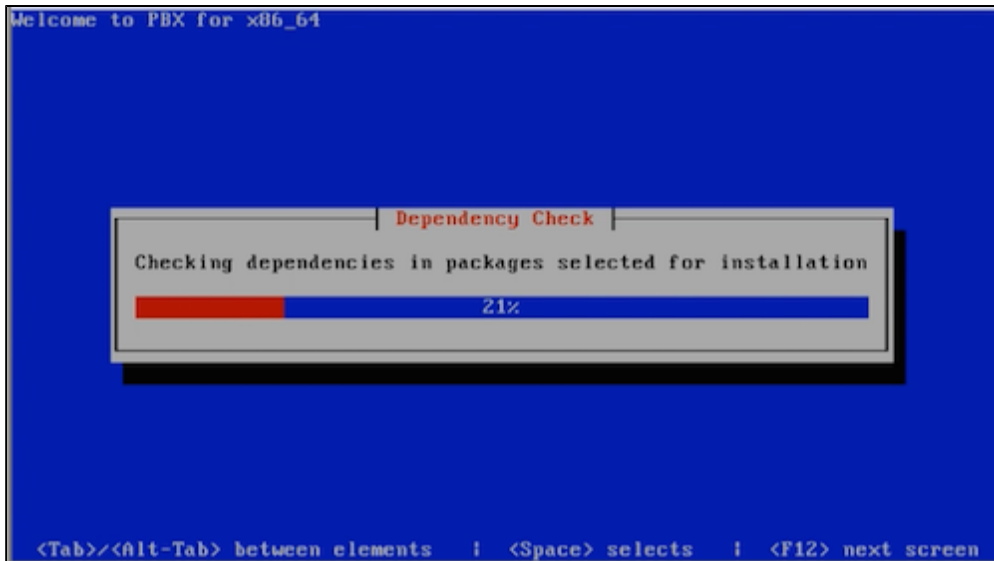 Welcome to PBX for x86_64
Dependency Check
Checking dependencies in packages selected for installation
21%
<Tab>/<Alt-Tab> between elements | <Space> selects | <F12> next screen